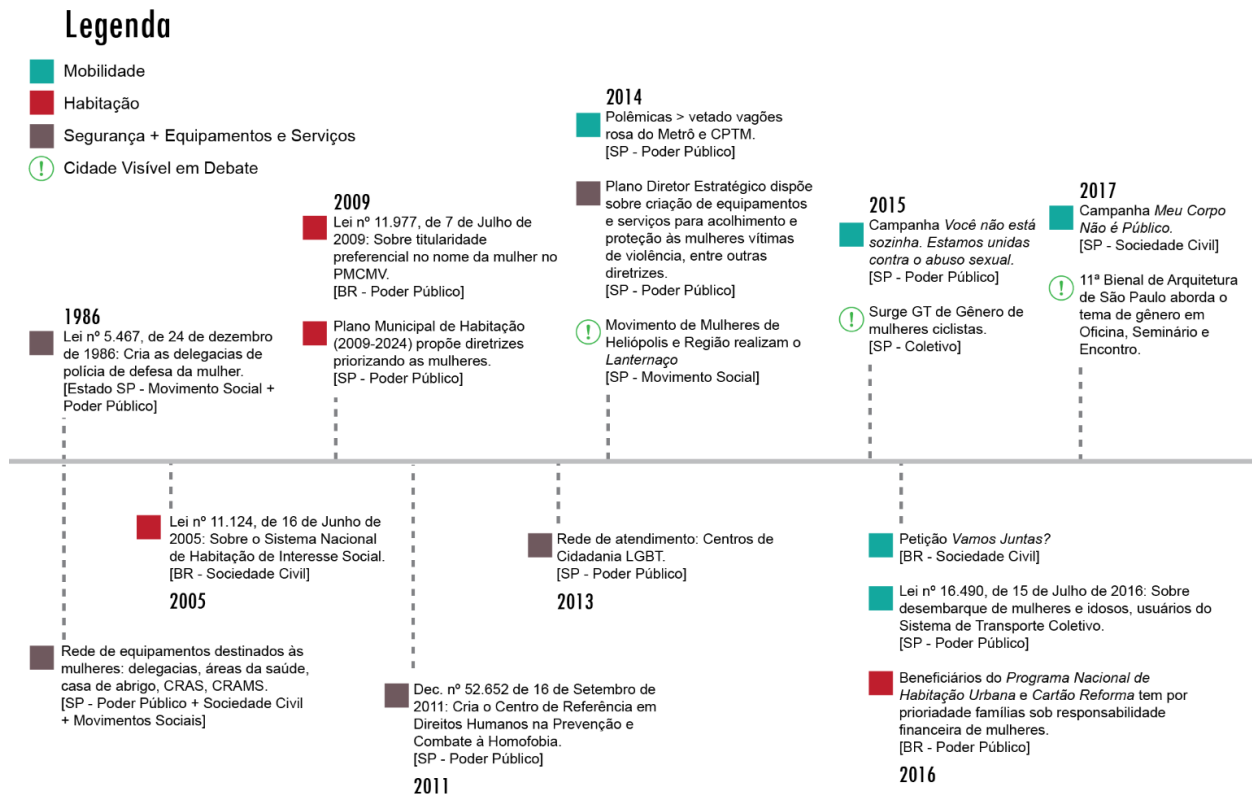 Legenda
Mobilidade
Habitação
Segurança + Equipamentos e Serviços
! Cidade Visível em Debate
1986
Lei nº 5.467, de 24 de dezembro
de 1986: Cria as delegacias de
polícia de defesa da mulher.
[Estado SP - Movimento Social +
Poder Público]
Rede de equipamentos destinados às
mulheres: delegacias, áreas da saúde,
casa de abrigo, CRAS, CRAMS.
[SP - Poder Público + Sociedade Civil
+ Movimentos Sociais]
Lei nº 11.124, de 16 de Junho de
2005: Sobre o Sistema Nacional
de Habitação de Interesse Social.
[BR - Sociedade Civil]
2005
2009
Lei nº 11.977, de 7 de Julho de
2009: Sobre titularidade
preferencial no nome da mulher no
PMCMV.
[BR - Poder Público]
Plano Municipal de Habitação
(2009-2024) propõe diretrizes
priorizando as mulheres.
[SP - Poder Público]
Dec. nº 52.652 de 16 de Setembro de
2011: Cria o Centro de Referência em
Direitos Humanos na Prevenção e
Combate à Homofobia.
[SP - Poder Público]
2011
Rede de atendimento: Centros de
Cidadania LGBT.
[SP - Poder Público]
2013
2014
Polêmicas > vetado vagões
rosa do Metrô e CPTM.
[SP - Poder Público]
Plano Diretor Estratégico dispõe
sobre criação de equipamentos
e serviços para acolhimento e
proteção às mulheres vítimas
de violência, entre outras
diretrizes.
[SP - Poder Público]
! Movimento de Mulheres de
Heliópolis e Região realizam o
Lanternaço
[SP - Movimento Social]
2015
Campanha Você não está
sozinha. Estamos unidas
contra o abuso sexual.
[SP - Poder Público]
! Surge GT de Gênero de
mulheres ciclistas.
[SP - Coletivo]
Petição Vamos Juntas?
[BR - Sociedade Civil]
Lei nº 16.490, de 15 de Julho de 2016: Sobre
desembarque de mulheres e idosos, usuários do
Sistema de Transporte Coletivo.
[SP - Poder Público]
Beneficiários do Programa Nacional de
Habitação Urbana e Cartão Reforma tem por
prioriadade famílias sob responsabilidade
financeira de mulheres.
[BR - Poder Público]
2016
2017
Campanha Meu Corpo
Não é Público.
[SP - Sociedade Civil]
! 11ª Bienal de Arquitetura
de São Paulo aborda o
tema de gênero em
Oficina, Seminário e
Encontro.